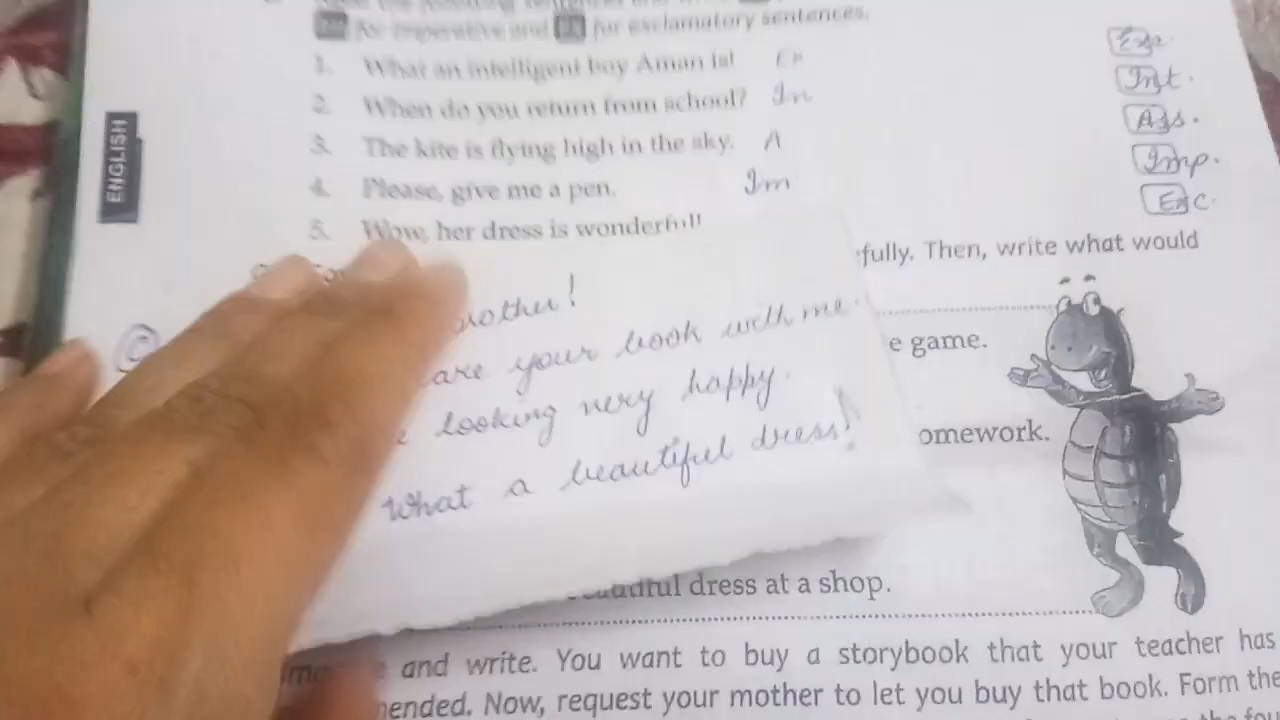 for imperative and Ex for exclamatory sentences.
1. What an intelligent boy Aman is! Ex
2. When do you return from school? In
3. The kite is flying high in the sky. A
4. Please, give me a pen. Im
5. Wow, her dress is wonderful!
Exc.
Int.
Ass.
Imp.
Exc.
ENGLISH
fully. Then, write what would
C
mother!
are your book with me.
e game.
looking very happy.
omework.
What a beautiful dress!
dress at a shop.
and write. You want to buy a storybook that your teacher has
mended. Now, request your mother to let you buy that book. Form the